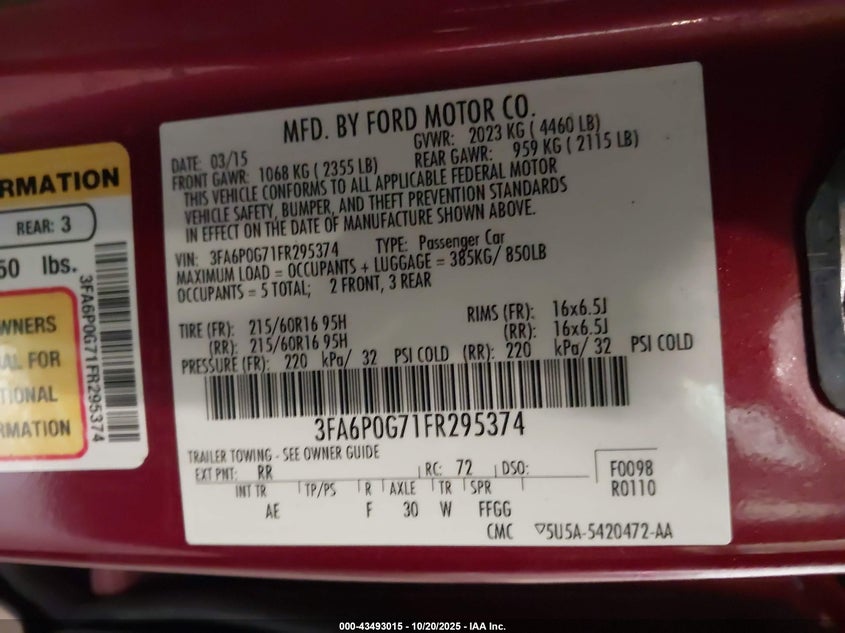 MFD. BY FORD MOTOR CO.
DATE: 03/15 GVWR: 2023 KG ( 4460 LB)
FRONT GAWR: 1068 KG ( 2355 LB) REAR GAWR: 959 KG ( 2115 LB)
THIS VEHICLE CONFORMS TO ALL APPLICABLE FEDERAL MOTOR
VEHICLE SAFETY, BUMPER, AND THEFT PREVENTION STANDARDS
IN EFFECT ON THE DATE OF MANUFACTURE SHOWN ABOVE.
VIN: 3FA6P0G71FR295374 TYPE: Passenger Car
MAXIMUM LOAD = OCCUPANTS + LUGGAGE = 385KG/ 850LB
OCCUPANTS = 5 TOTAL; 2 FRONT, 3 REAR
TIRE (FR): 215/60R16 95H RIMS (FR): 16x6.5J
(RR): 215/60R16 95H (RR): 16x6.5J
PRESSURE (FR): 220 kPa/ 32 PSI COLD (RR): 220 kPa/ 32 PSI COLD
3FA6P0G71FR295374
TRAILER TOWING - SEE OWNER GUIDE
EXT PNT: RR RC: 72 DSO: F0098
INT TR TP/PS R AXLE TR SPR R0110
AE F 30 W FFGG
CMC ▽5U5A-5420472-AA
RMATION
REAR: 3
50 lbs.
WNERS
AL FOR
TIONAL
RMATION
3FA6P0G71FR295374
000-43493015 - 10/20/2025 - IAA Inc.